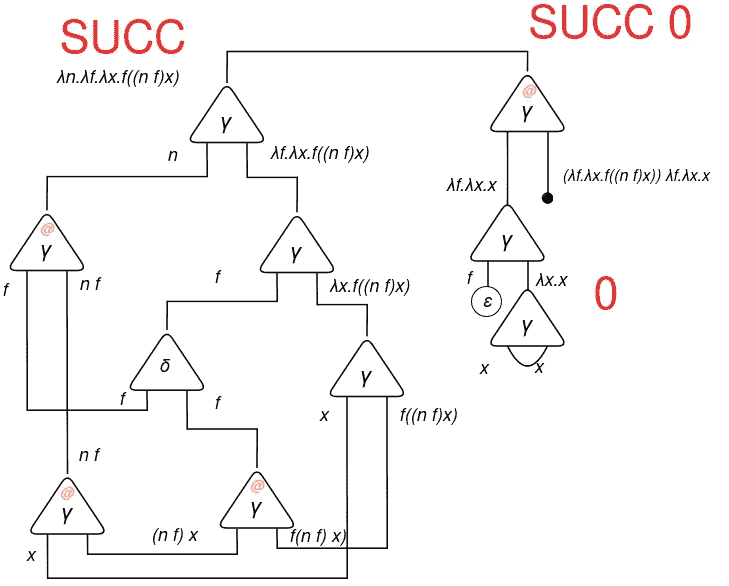 SUCC
SUCC 0
λn.λf.λx.f((n f)x)
@
γ
γ
n
λf.λx.f((n f)x)
λf.λx.x
(λf.λx.f((n f)x)) λf.λx.x
@
γ
γ
γ
f
n f
f
λx.f((n f)x)
f
λx.x
ε
0
γ
δ
γ
x
x
f
f
x
f((n f)x)
n f
@
γ
@
γ
x
(n f) x
f(n f) x)